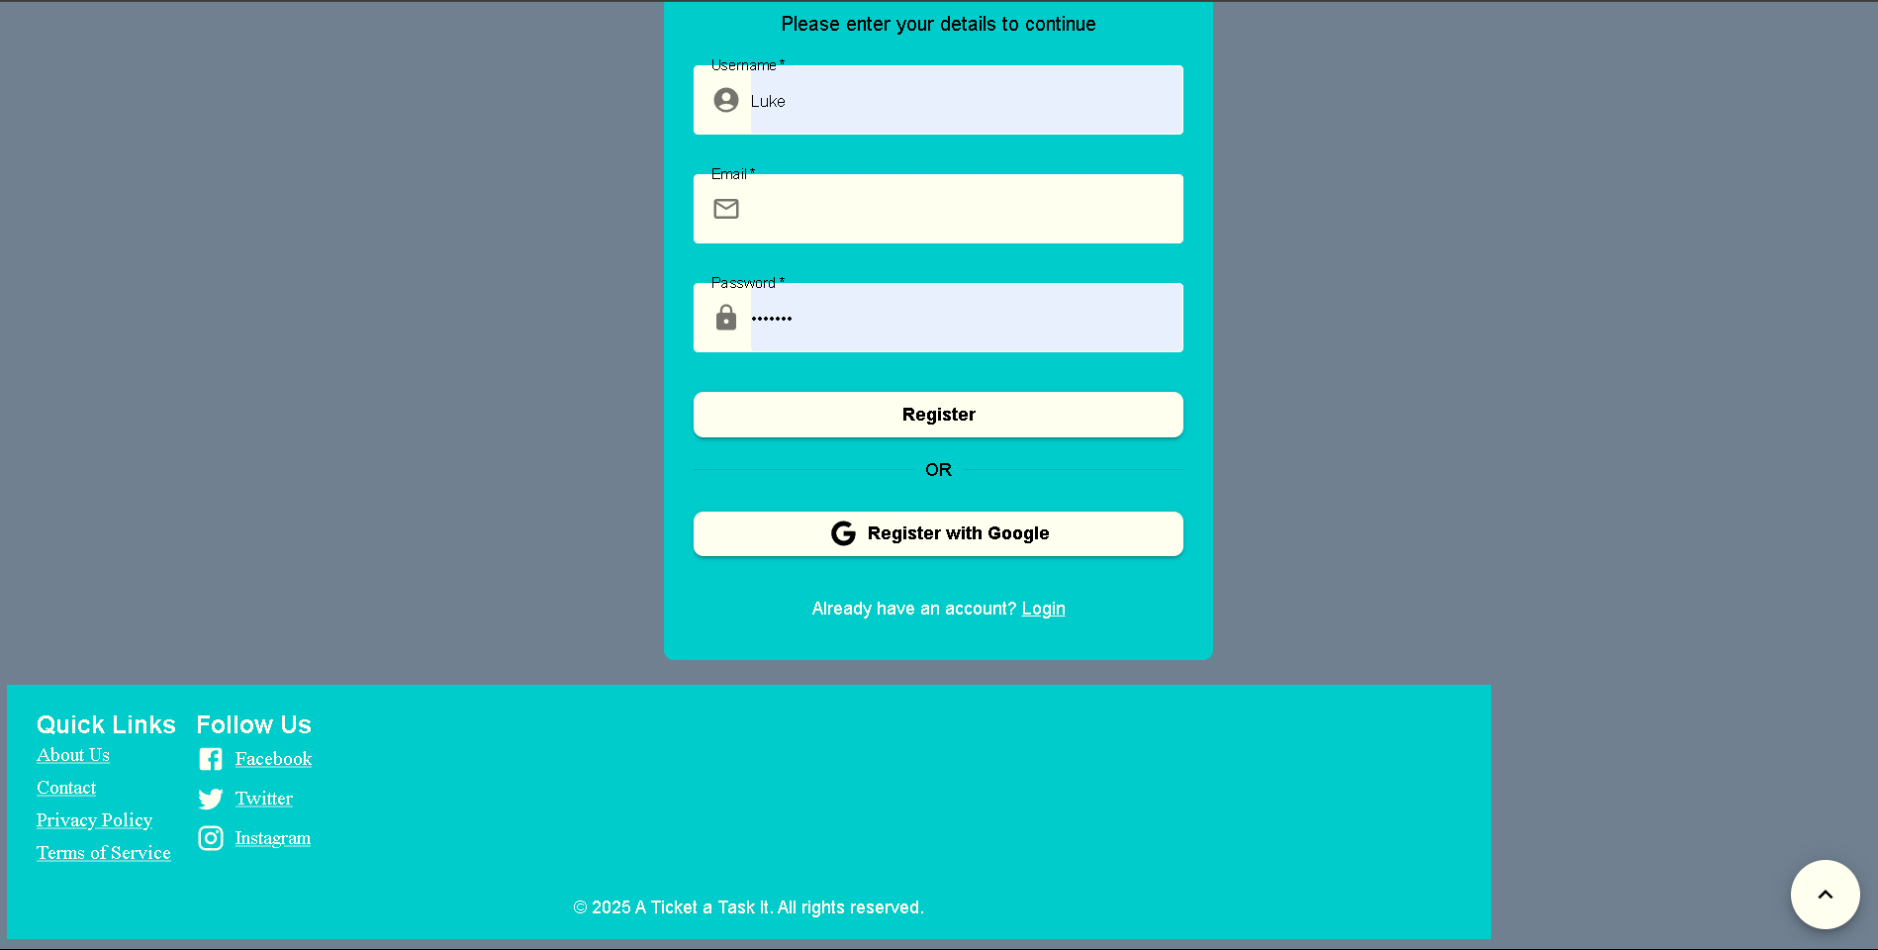 Please enter your details to continue
Username *
Luke
Email *
Password *
•••••••
Register
OR
Register with Google
Already have an account? Login
Quick Links
About Us
Contact
Privacy Policy
Terms of Service
Follow Us
Facebook
Twitter
Instagram
© 2025 A Ticket a Task It. All rights reserved.